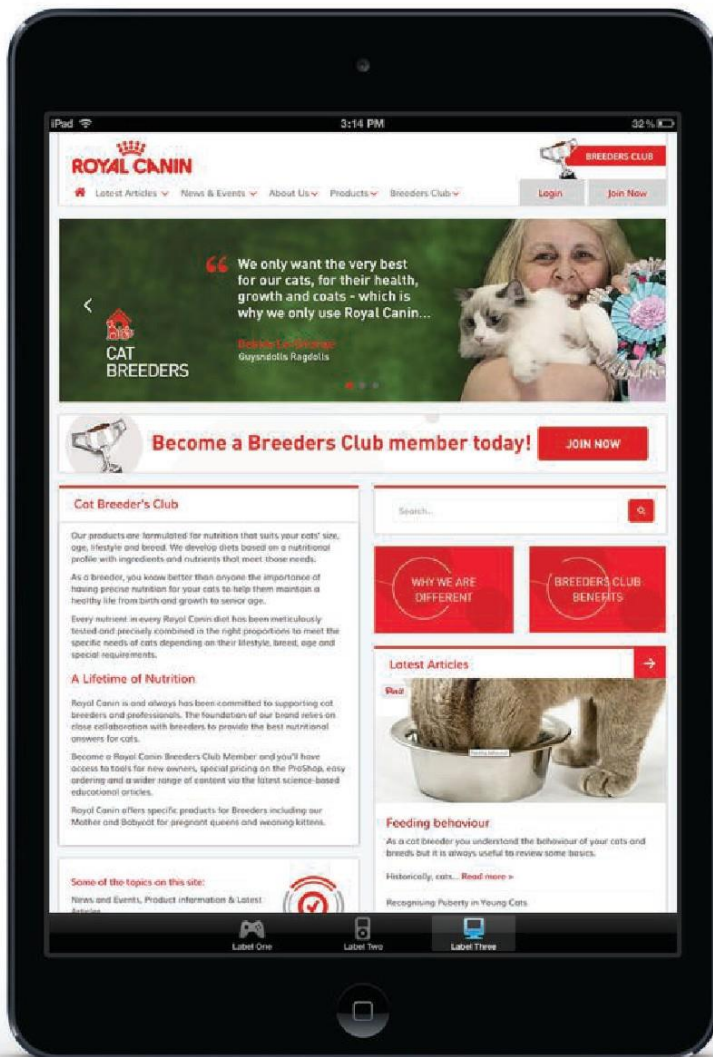 iPad 3:14 PM 32%
ROYAL CANIN
BREEDERS CLUB
Latest Articles News & Events About Us Products Breeders Club Login Join Now
“ We only want the very best
for our cats, for their health,
growth and coats - which is
why we only use Royal Canin...
Guysndolls Ragdolls
CAT
BREEDERS
Become a Breeders Club member today! JOIN NOW
Cat Breeder's Club
Our products are formulated for nutrition that suits your cats' size,
age, lifestyle and breed. We develop diets based on a nutritional
profile with ingredients and nutrients that meet those needs.
As a breeder, you know better than anyone the importance of
having precise nutrition for your cats to help them maintain a
healthy life from birth and growth to senior age.
Every nutrient in every Royal Canin diet has been meticulously
tested and precisely combined in the right proportions to meet the
specific needs of cats depending on their lifestyle, breed, age and
special requirements.
A Lifetime of Nutrition
Royal Canin is and always has been committed to supporting cat
breeders and professionals. The foundation of our brand relies on
close collaboration with breeders to provide the best nutritional
answers for cats.
Become a Royal Canin Breeders Club Member and you'll have
access to tools for new owners, special pricing on the ProShop, easy
ordering and a wider range of content via the latest science-based
educational articles.
Royal Canin offers specific products for Breeders including our
Mother and Babycat for pregnant queens and weaning kittens.
Some of the topics on this site:
News and Events, Product information & Latest
Articles
Search...
WHY WE ARE
DIFFERENT
BREEDERS CLUB
BENEFITS
Latest Articles
Pin it
Feeding behaviour
As a cat breeder you understand the behaviour of your cats and
breeds but it is always useful to review some basics.
Historically, cats... Read more »
Recognising Puberty in Young Cats
Label One Label Two Label Three